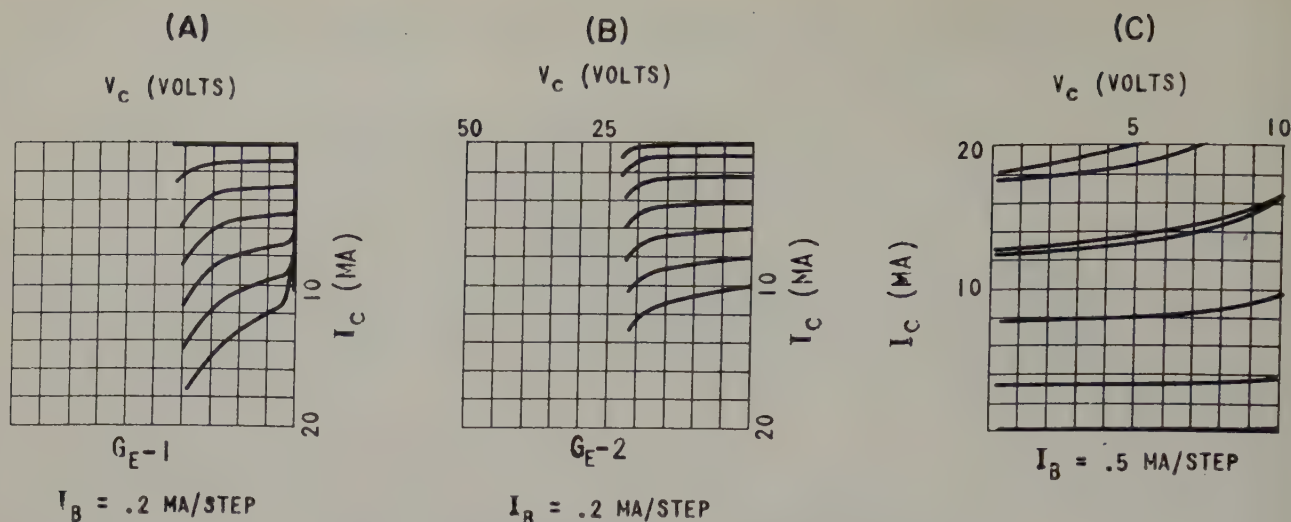 (A)
V_C (VOLTS)
10
20
I_C (MA)
G_E-1
I_B = .2 MA/STEP
(B)
V_C (VOLTS)
50 25
10
20
I_C (MA)
G_E-2
I_B = .2 MA/STEP
(C)
V_C (VOLTS)
5 10
20
10
I_C (MA)
I_B = .5 MA/STEP